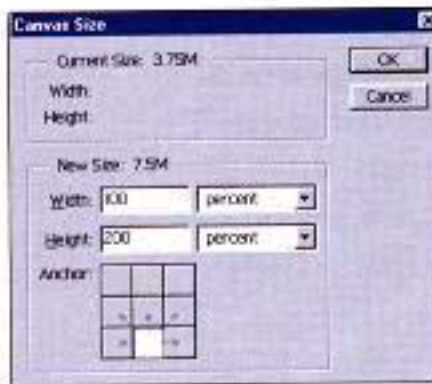 Canvas Size
Current Size: 3.75M
Width:
Height:
OK
Cancel
New Size: 7.5M
Width: 100 percent
Height: 200 percent
Anchor: